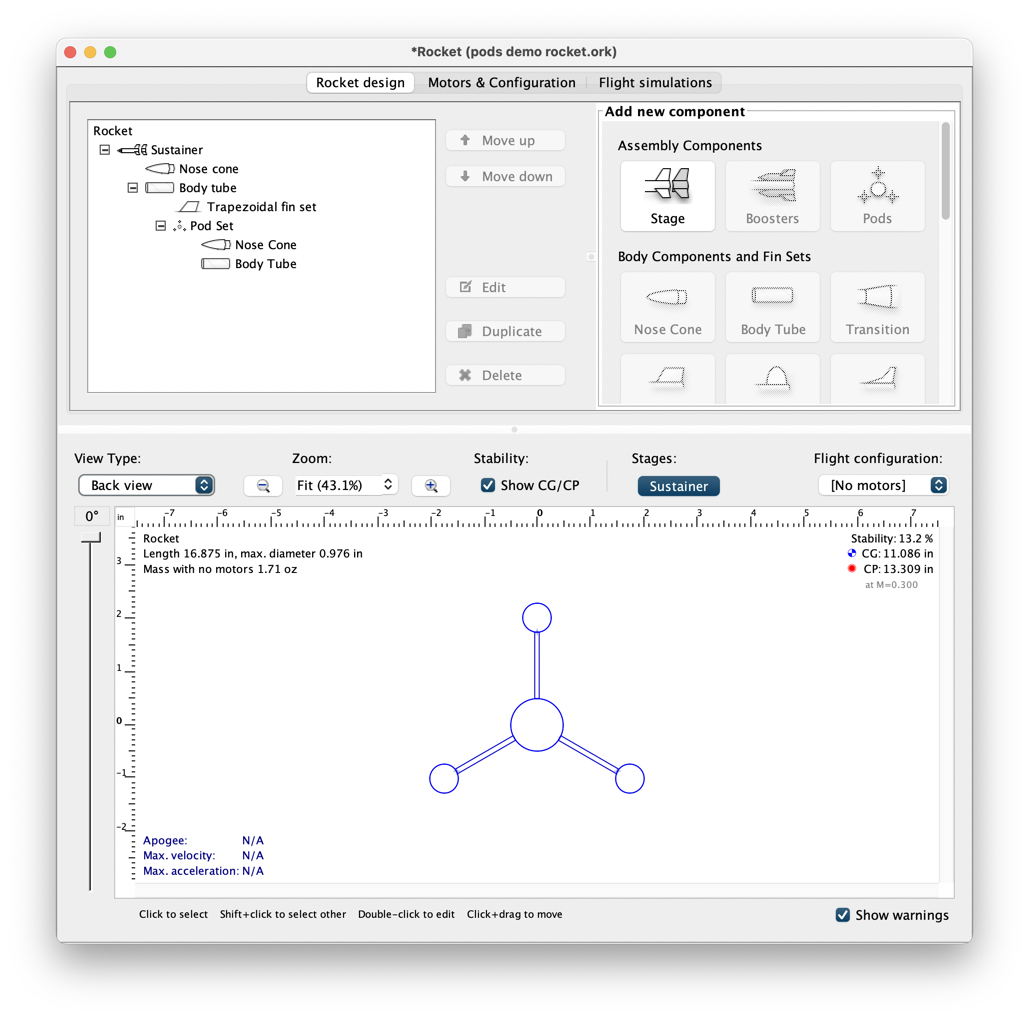 *Rocket (pods demo rocket.ork)
Rocket design Motors & Configuration Flight simulations
Rocket
Sustainer
Nose cone
Body tube
Trapezoidal fin set
Pod Set
Nose Cone
Body Tube
Move up
Move down
Edit
Duplicate
Delete
Add new component
Assembly Components
Stage Boosters Pods
Body Components and Fin Sets
Nose Cone Body Tube Transition
View Type: Zoom: Stability: Stages: Flight configuration:
Back view Fit (43.1%) Show CG/CP Sustainer [No motors]
0° in -7 -6 -5 -4 -3 -2 -1 0 1 2 3 4 5 6 7
3
2
1
0
-1
-2
Rocket
Length 16.875 in, max. diameter 0.976 in
Mass with no motors 1.71 oz
Stability: 13.2 %
CG: 11.086 in
CP: 13.309 in
at M=0.300
Apogee: N/A
Max. velocity: N/A
Max. acceleration: N/A
Click to select Shift+click to select other Double-click to edit Click+drag to move
Show warnings